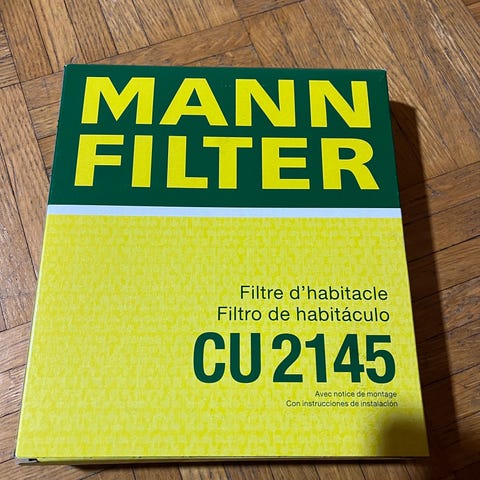 MANN
FILTER
Filtre d'habitacle
Filtro de habitáculo
CU 2145
Avec notice de montage
Con instrucciones de instalación